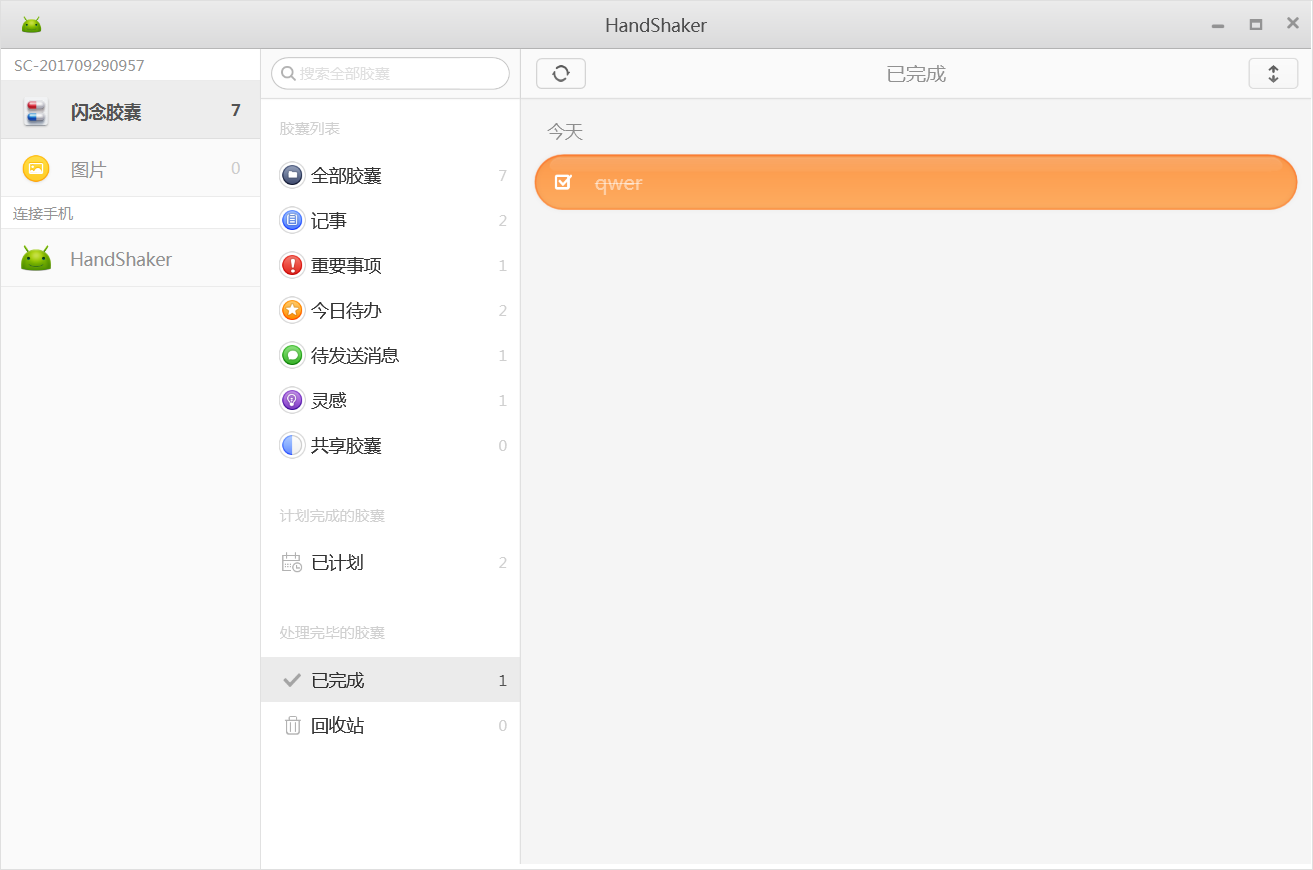 HandShaker
SC-201709290957
闪念胶囊 7
图片 0
连接手机
HandShaker
搜索全部胶囊
胶囊列表
全部胶囊 7
记事 2
重要事项 1
今日待办 2
待发送消息 1
灵感 1
共享胶囊 0
计划完成的胶囊
已计划 2
处理完毕的胶囊
已完成 1
回收站 0
已完成
今天
qwer